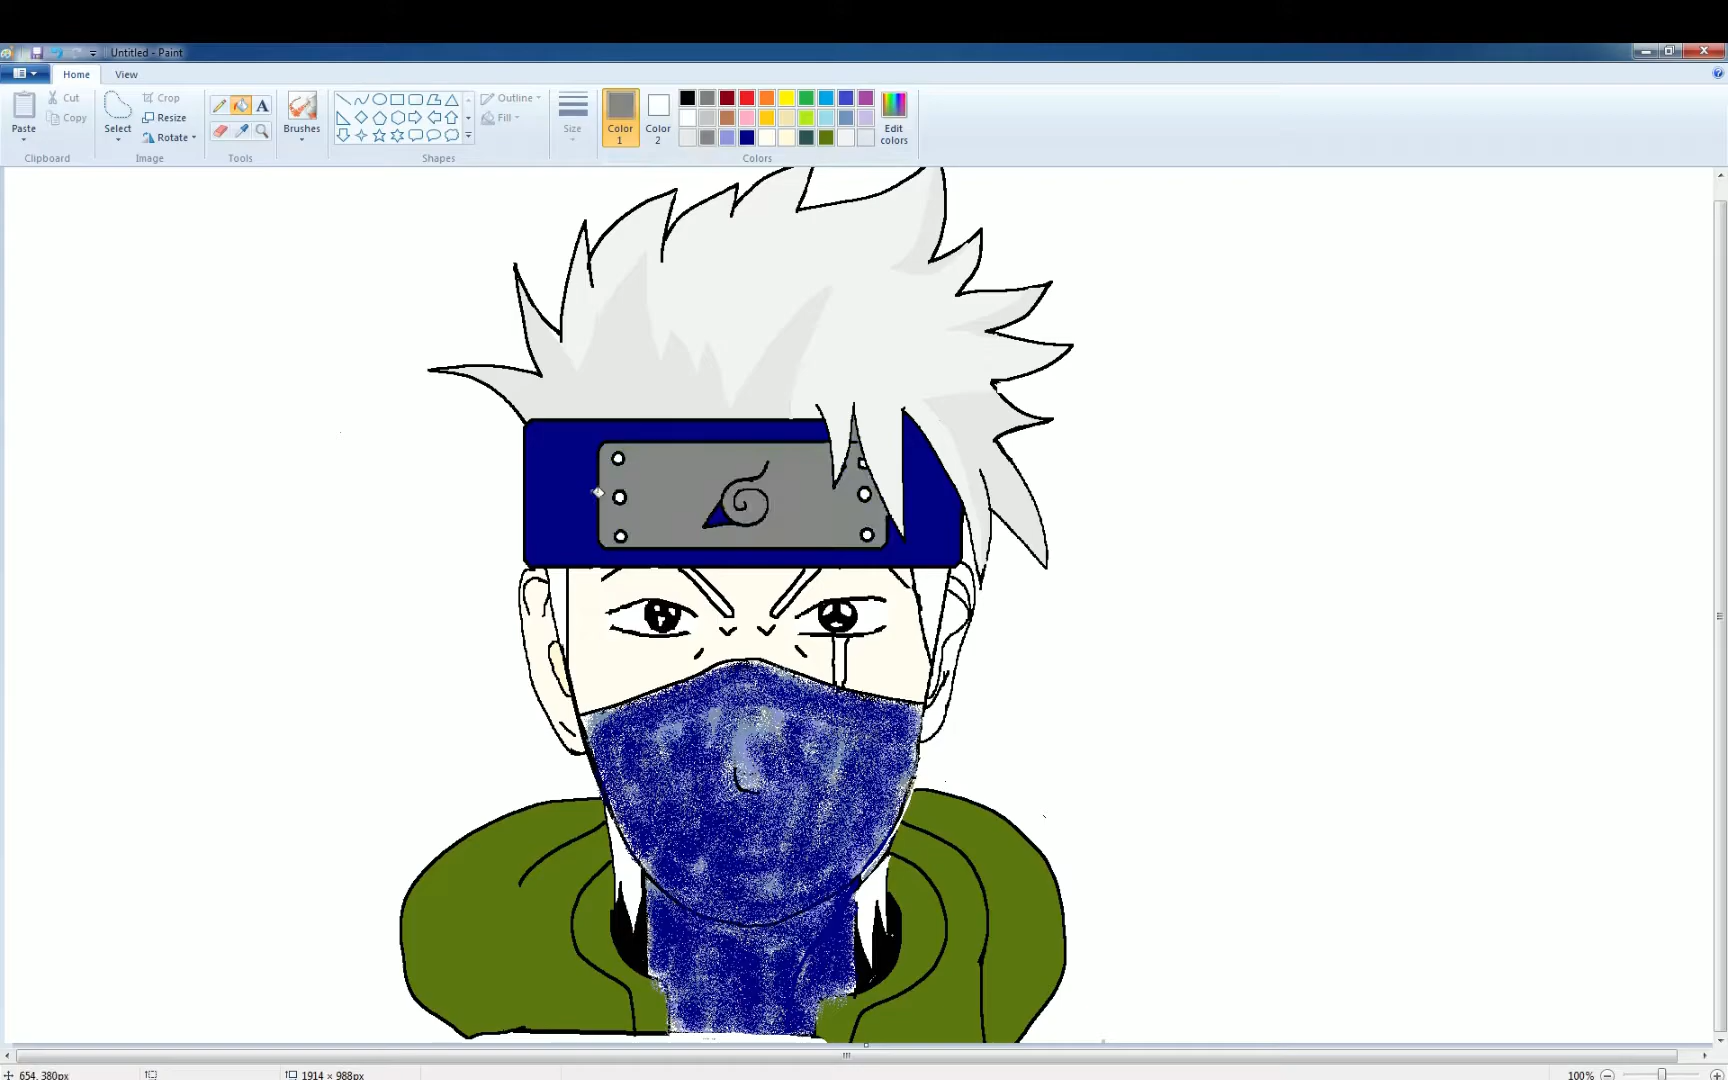 Untitled - Paint
Home View
Paste
Cut
Copy
Clipboard
Select
Crop
Resize
Rotate
Image
A
Tools
Brushes
Outline
Fill
Shapes
Size
Color 1
Color 2
Edit colors
Colors
654, 380px
1914 × 988px
100%